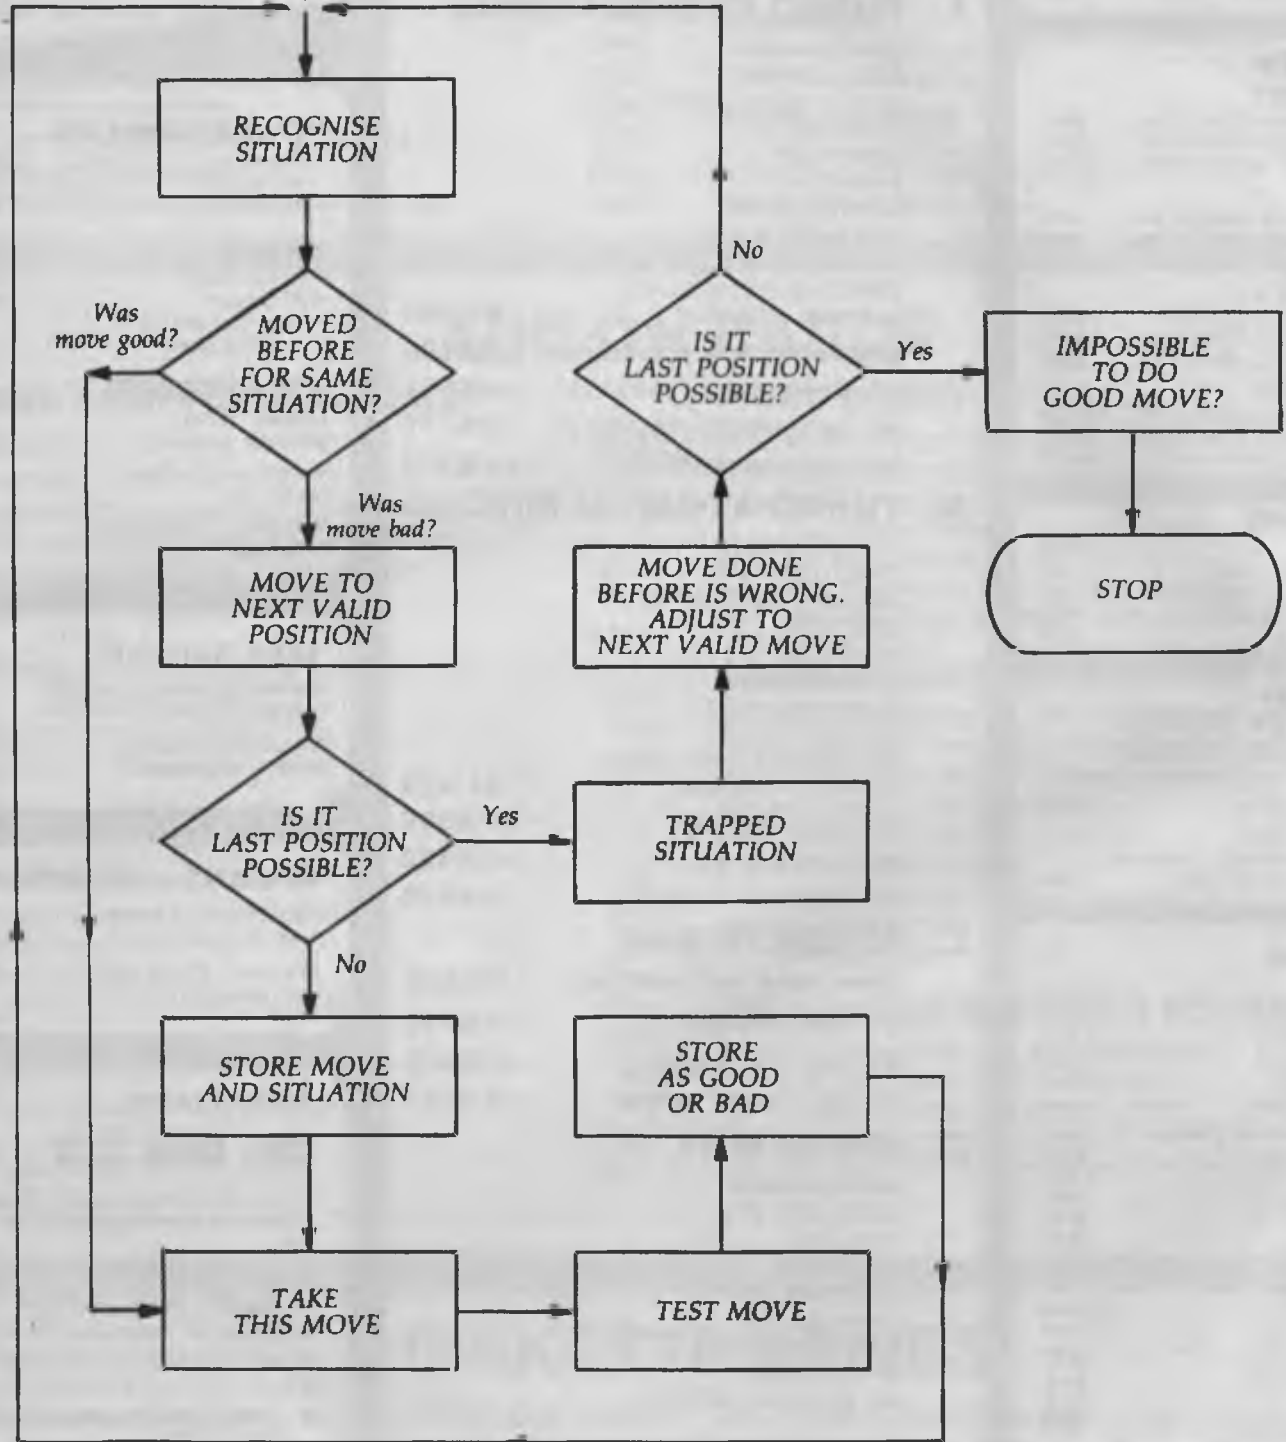 RECOGNISE
SITUATION
Was
move good?
MOVED
BEFORE
FOR SAME
SITUATION?
Was
move bad?
MOVE TO
NEXT VALID
POSITION
IS IT
LAST POSITION
POSSIBLE?
Yes
No
STORE MOVE
AND SITUATION
TAKE
THIS MOVE
TEST MOVE
STORE
AS GOOD
OR BAD
TRAPPED
SITUATION
MOVE DONE
BEFORE IS WRONG.
ADJUST TO
NEXT VALID MOVE
IS IT
LAST POSITION
POSSIBLE?
No
Yes
IMPOSSIBLE
TO DO
GOOD MOVE?
STOP